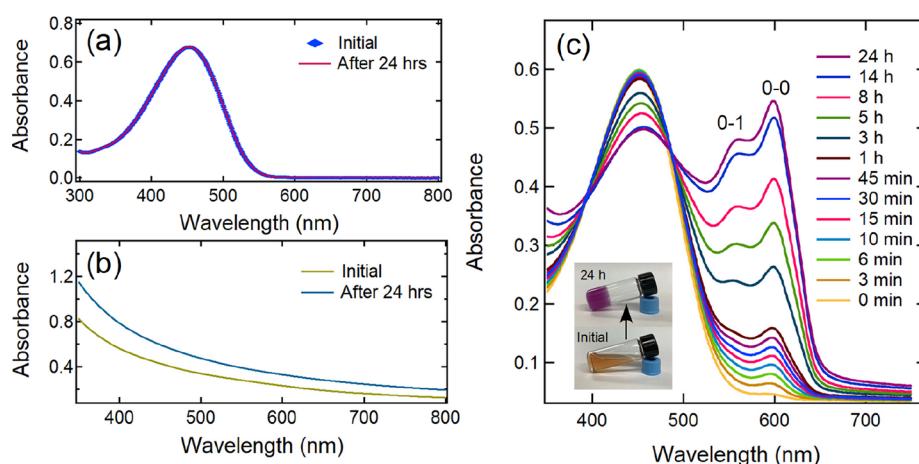 (a)
Initial
After 24 hrs
Absorbance
0.8
0.6
0.4
0.2
0.0
300
400
500
600
700
800
Wavelength (nm)
(b)
Initial
After 24 hrs
Absorbance
1.2
0.8
0.4
400
500
600
700
800
Wavelength (nm)
(c)
24 h
14 h
8 h
5 h
3 h
1 h
45 min
30 min
15 min
10 min
6 min
3 min
0 min
0-0
0-1
Absorbance
0.6
0.5
0.4
0.3
0.2
0.1
24 h
Initial
400
500
600
700
Wavelength (nm)